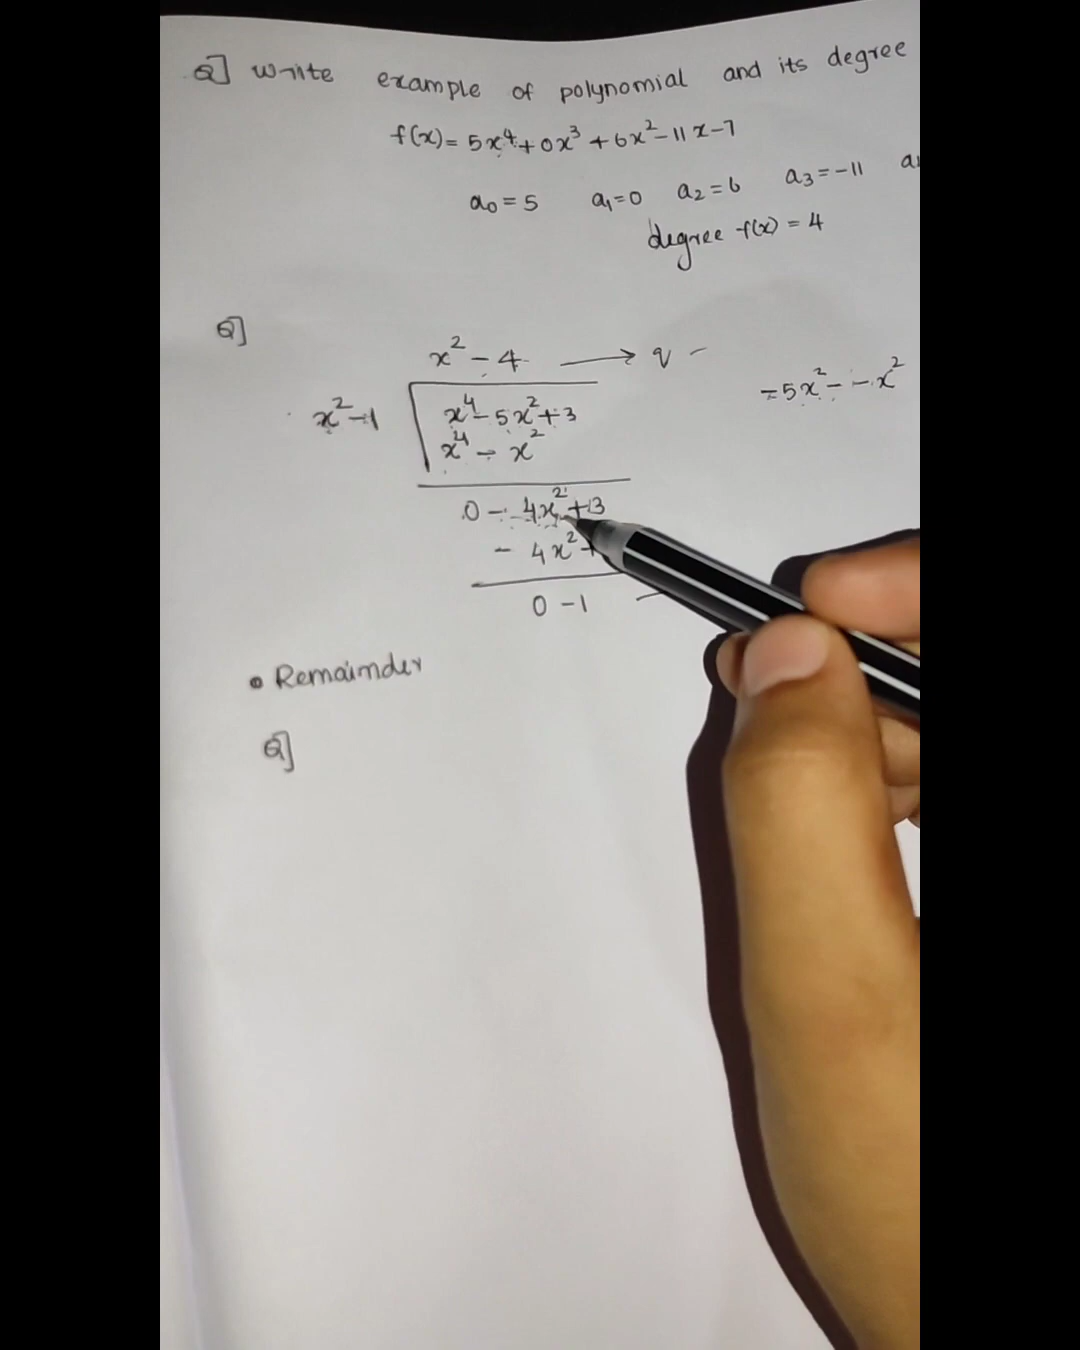 Q] Write example of polynomial and its degree
f(x) = 5x⁴ + 0x³ + 6x² - 11x - 7
a₀ = 5 a₁ = 0 a₂ = 6 a₃ = -11
degree f(x) = 4
Q]
x² - 4 → q -
= 5x² - - x²
x² - 1 x⁴ - 5x² + 3
x⁴ - x²
0 - 4x² + 3
- 4x² +
0 - 1
• Remaimder
Q]